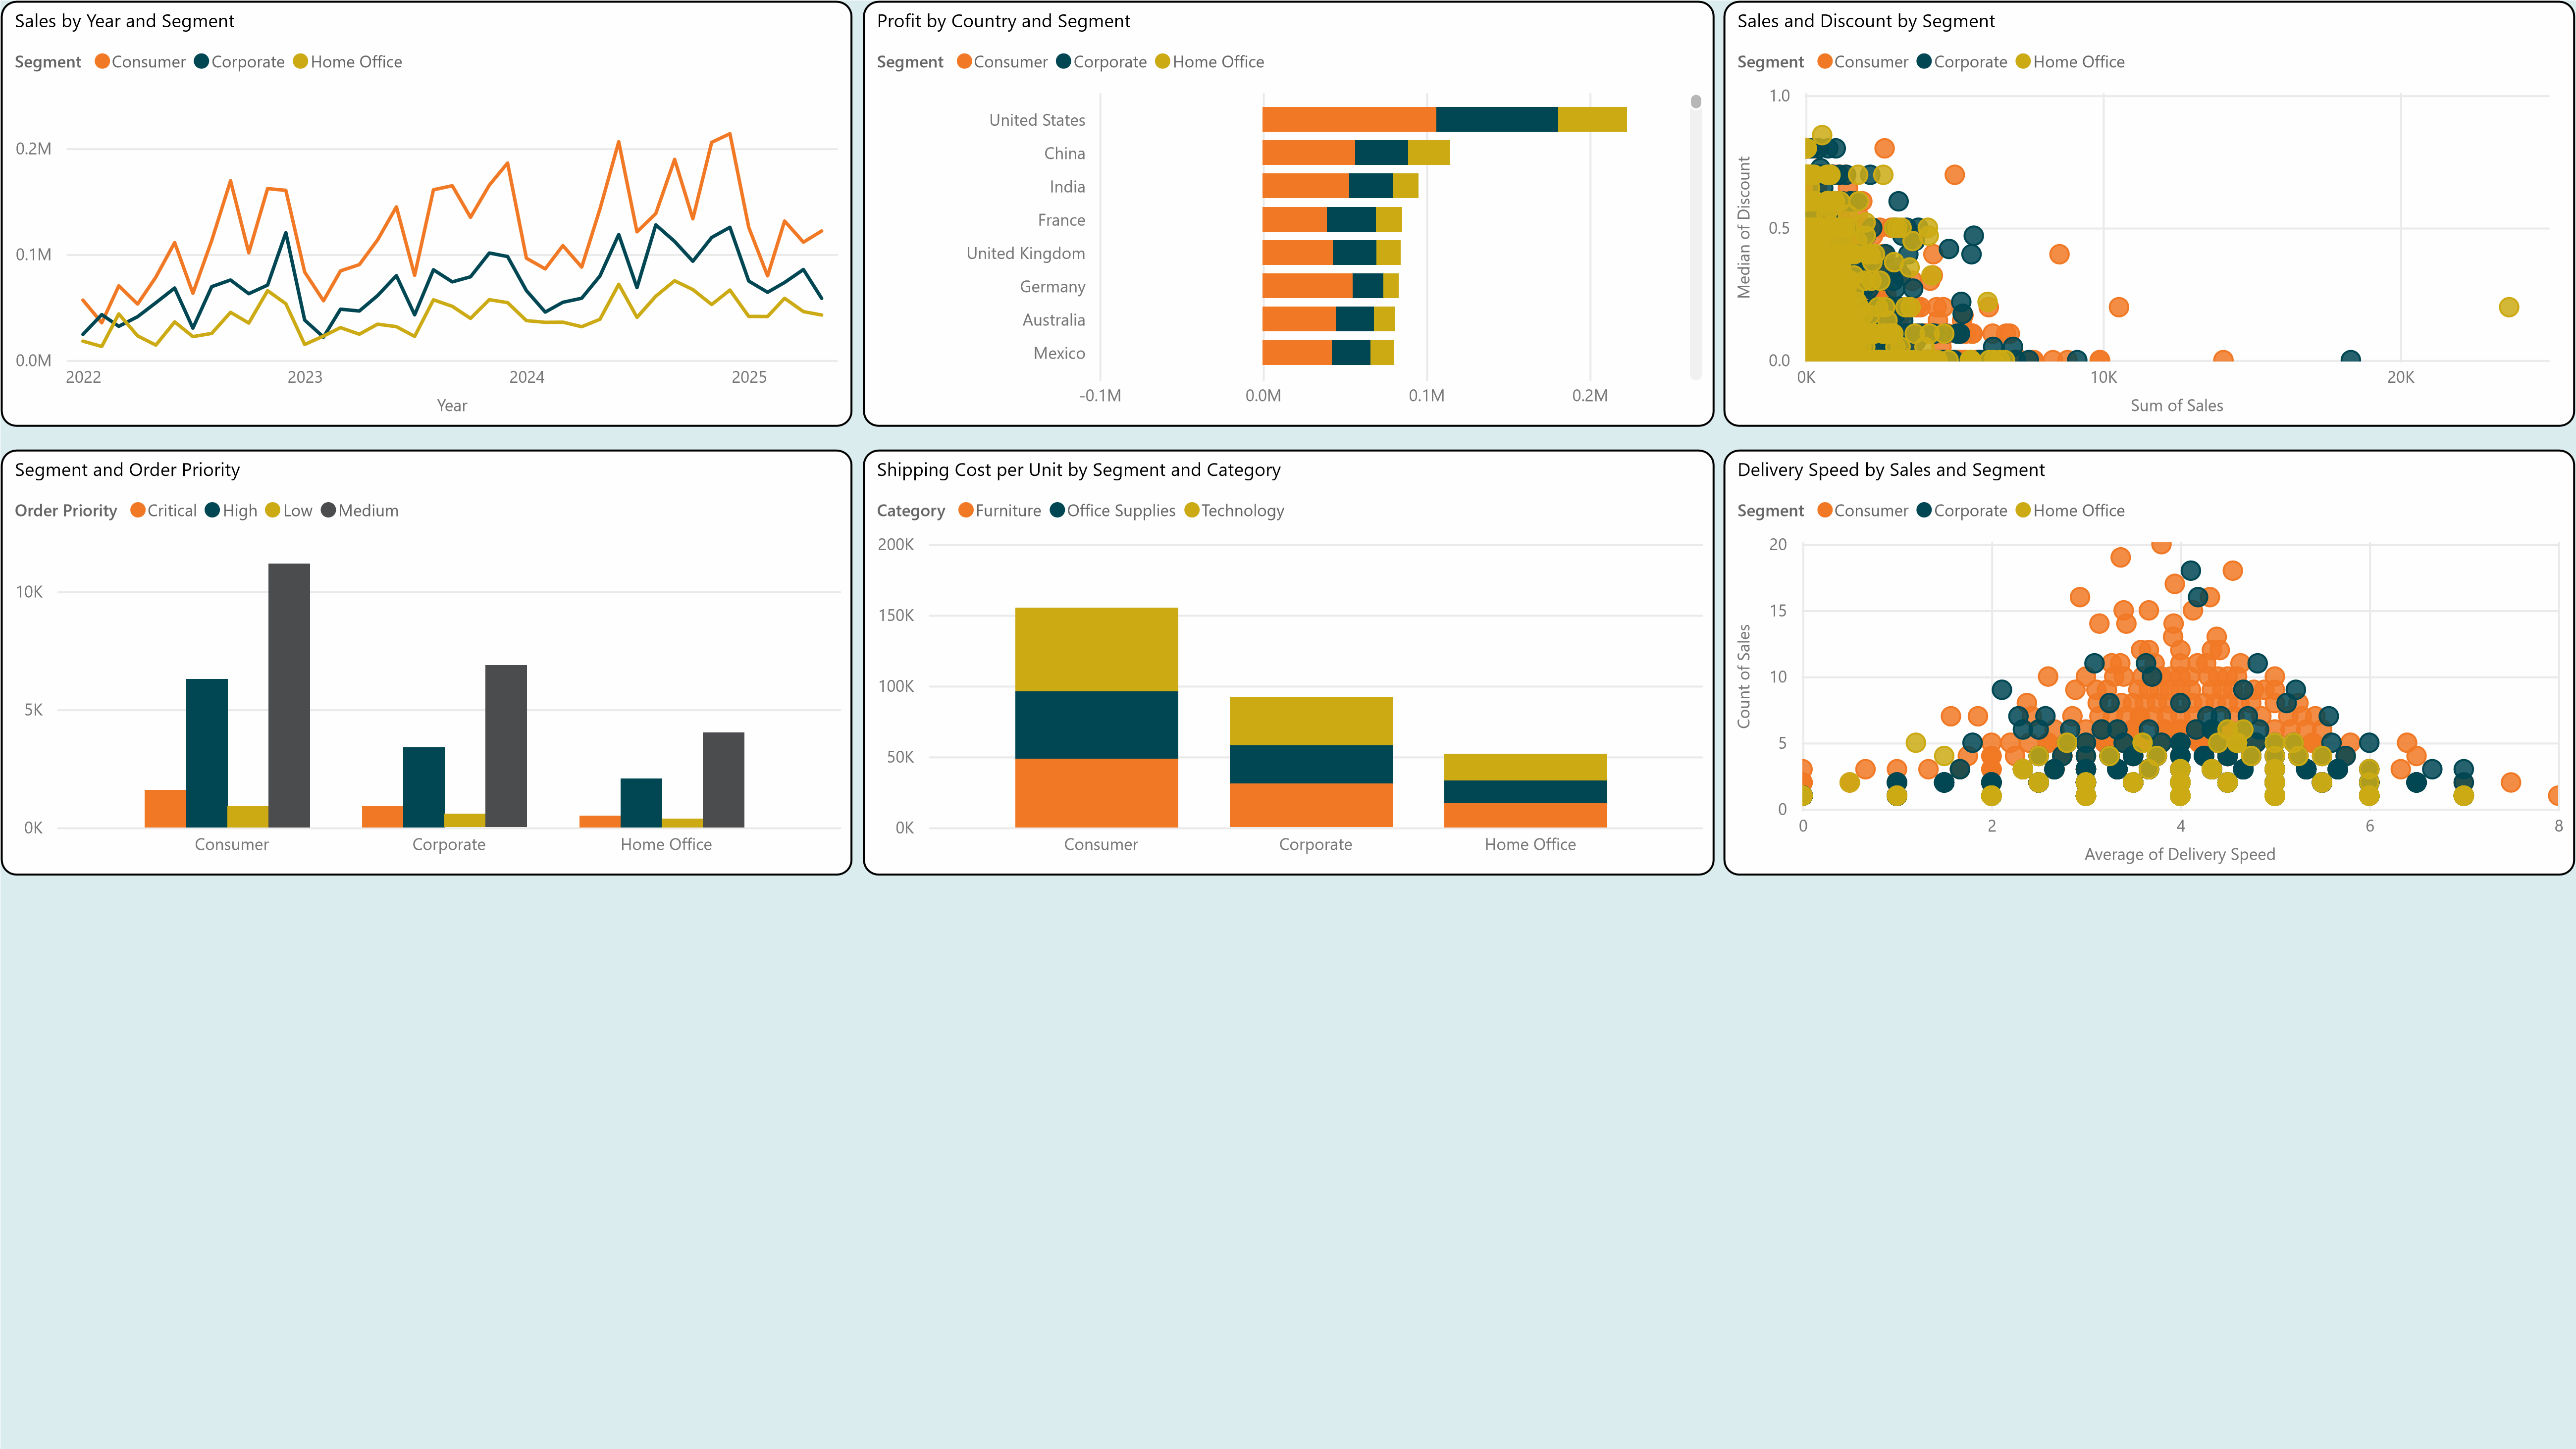 Sales by Year and Segment
Segment Consumer Corporate Home Office
0.2M
0.1M
0.0M
2022 2023 2024 2025
Year
Profit by Country and Segment
Segment Consumer Corporate Home Office
United States
China
India
France
United Kingdom
Germany
Australia
Mexico
-0.1M 0.0M 0.1M 0.2M
Sales and Discount by Segment
Segment Consumer Corporate Home Office
Median of Discount
1.0
0.5
0.0
0K 10K 20K
Sum of Sales
Segment and Order Priority
Order Priority Critical High Low Medium
10K
5K
0K
Consumer Corporate Home Office
Shipping Cost per Unit by Segment and Category
Category Furniture Office Supplies Technology
200K
150K
100K
50K
0K
Consumer Corporate Home Office
Delivery Speed by Sales and Segment
Segment Consumer Corporate Home Office
Count of Sales
20
15
10
5
0
0 2 4 6 8
Average of Delivery Speed